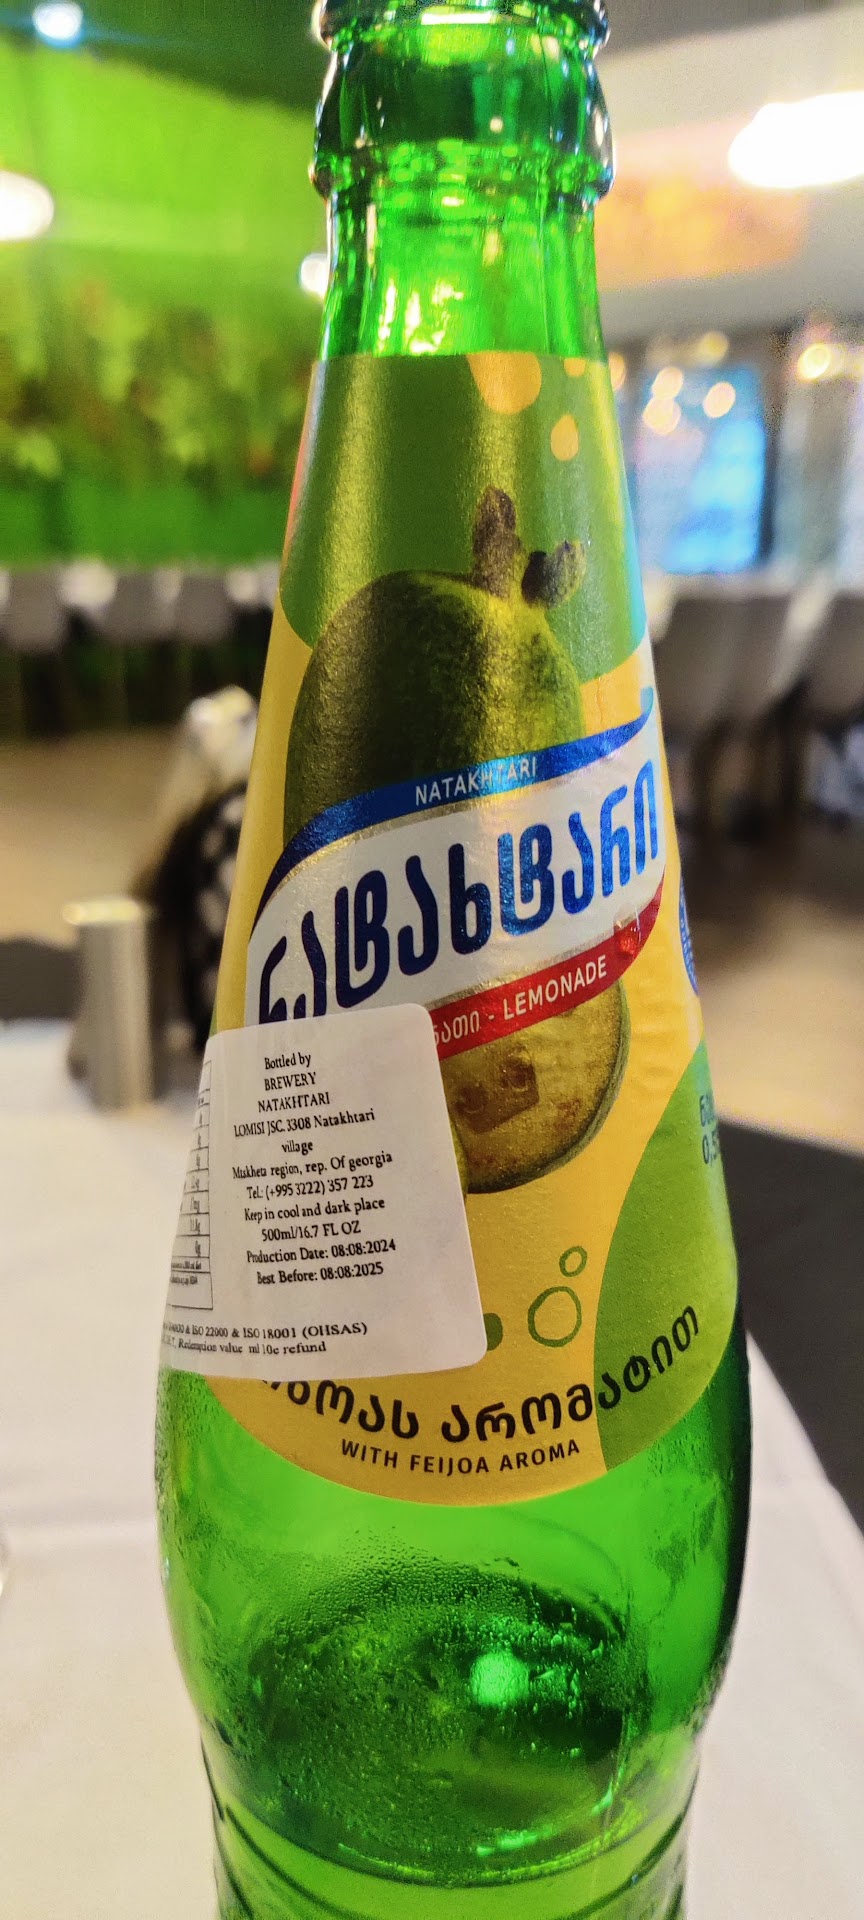 NATAKHTARI
ნატახტარი
- LEMONADE
Bottled by
BREWERY
NATAKHTARI
LOMISI JSC. 3308 Natakhtari
village
Mtskheta region, rep. Of georgia
Tel.: (+995 3222) 357 223
Keep in cool and dark place
500ml/16.7 FL OZ
Production Date: 08:08:2024
Best Before: 08:08:2025
& ISO 22000 & ISO 18001 (OHSAS)
Redemption value ml 10c refund
არომატით
WITH FEIJOA AROMA